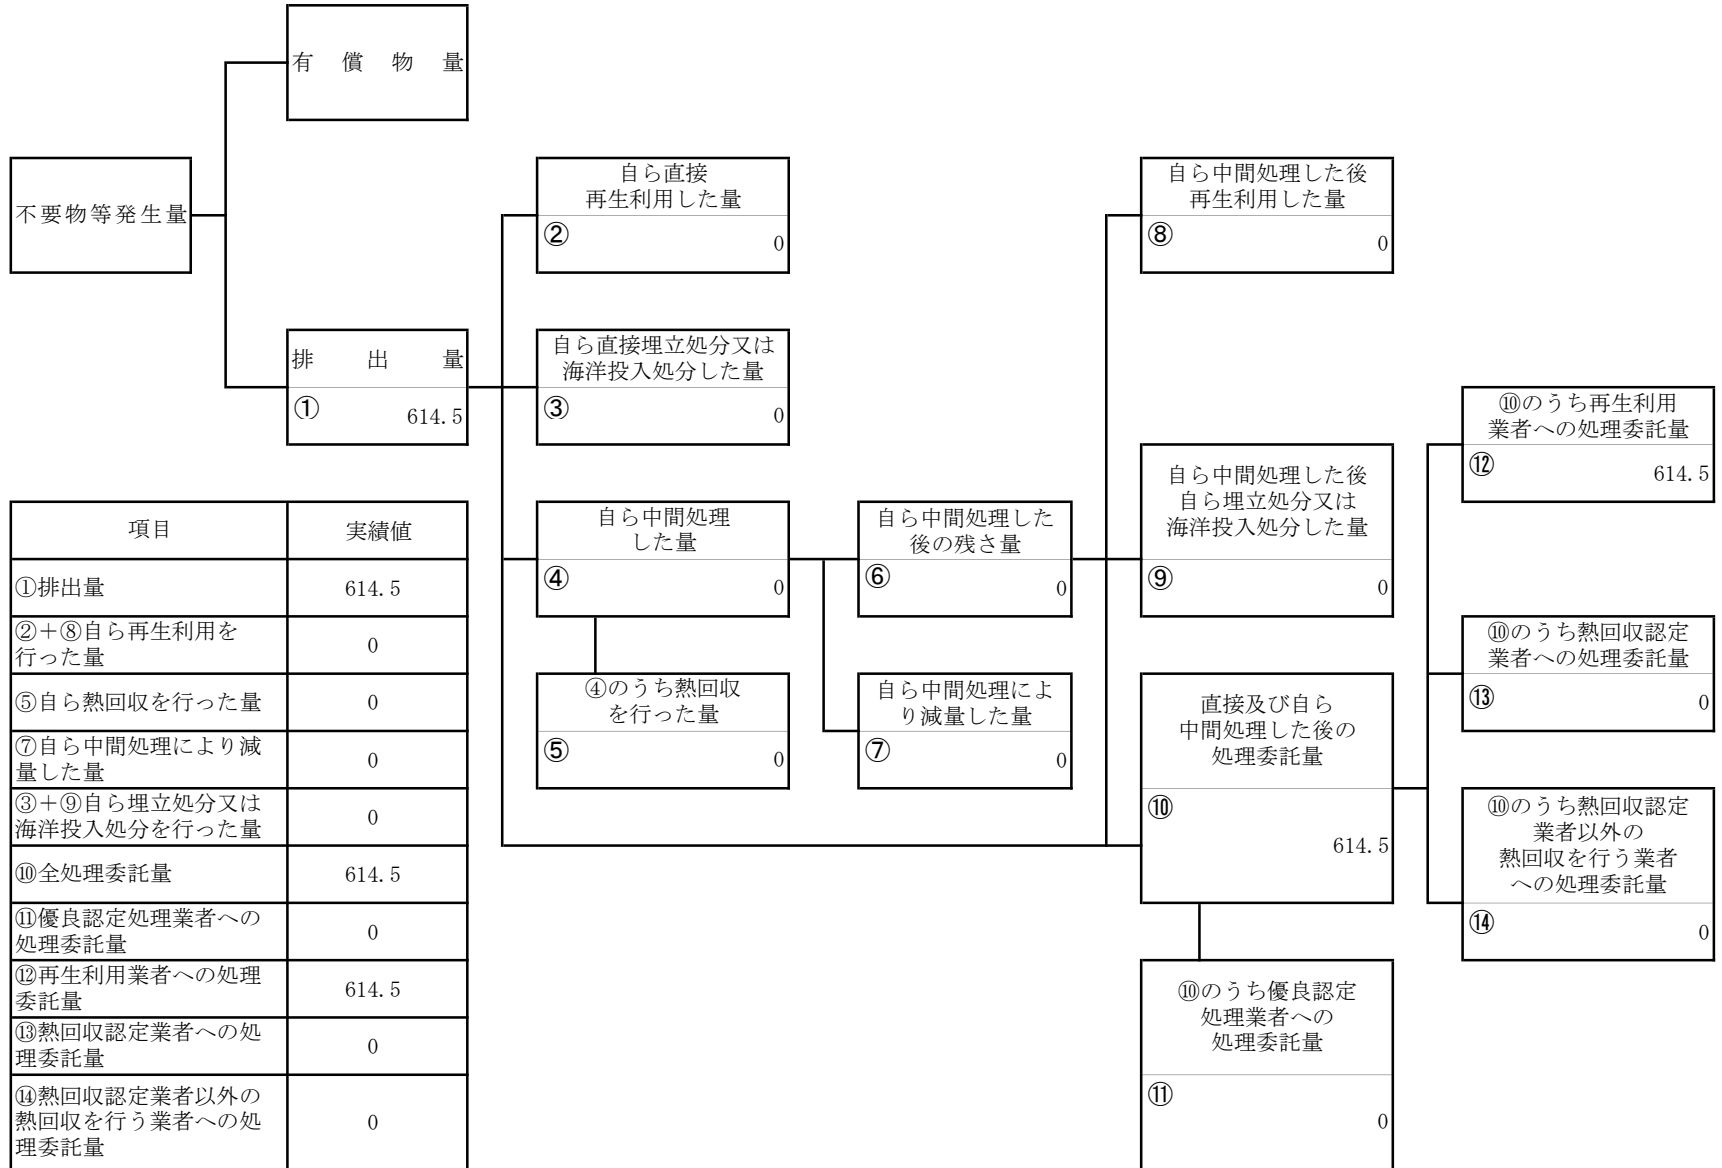 有償物量
不要物等発生量
排出量
① 614.5
自ら直接
再生利用した量
② 0
自ら直接埋立処分又は
海洋投入処分した量
③ 0
自ら中間処理
した量
④ 0
④のうち熱回収
を行った量
⑤ 0
自ら中間処理した
後の残さ量
⑥ 0
自ら中間処理によ
り減量した量
⑦ 0
自ら中間処理した後
再生利用した量
⑧ 0
自ら中間処理した後
自ら埋立処分又は
海洋投入処分した量
⑨ 0
直接及び自ら
中間処理した後の
処理委託量
⑩
614.5
⑩のうち優良認定
処理業者への
処理委託量
⑪
0
⑩のうち再生利用
業者への処理委託量
⑫ 614.5
⑩のうち熱回収認定
業者への処理委託量
⑬ 0
⑩のうち熱回収認定
業者以外の
熱回収を行う業者
への処理委託量
⑭ 0
項目 実績値
①排出量 614.5
②+⑧自ら再生利用を
行った量 0
⑤自ら熱回収を行った量 0
⑦自ら中間処理により減
量した量 0
③+⑨自ら埋立処分又は
海洋投入処分を行った量 0
⑩全処理委託量 614.5
⑪優良認定処理業者への
処理委託量 0
⑫再生利用業者への処理
委託量 614.5
⑬熱回収認定業者への処
理委託量 0
⑭熱回収認定業者以外の
熱回収を行う業者への処
理委託量 0